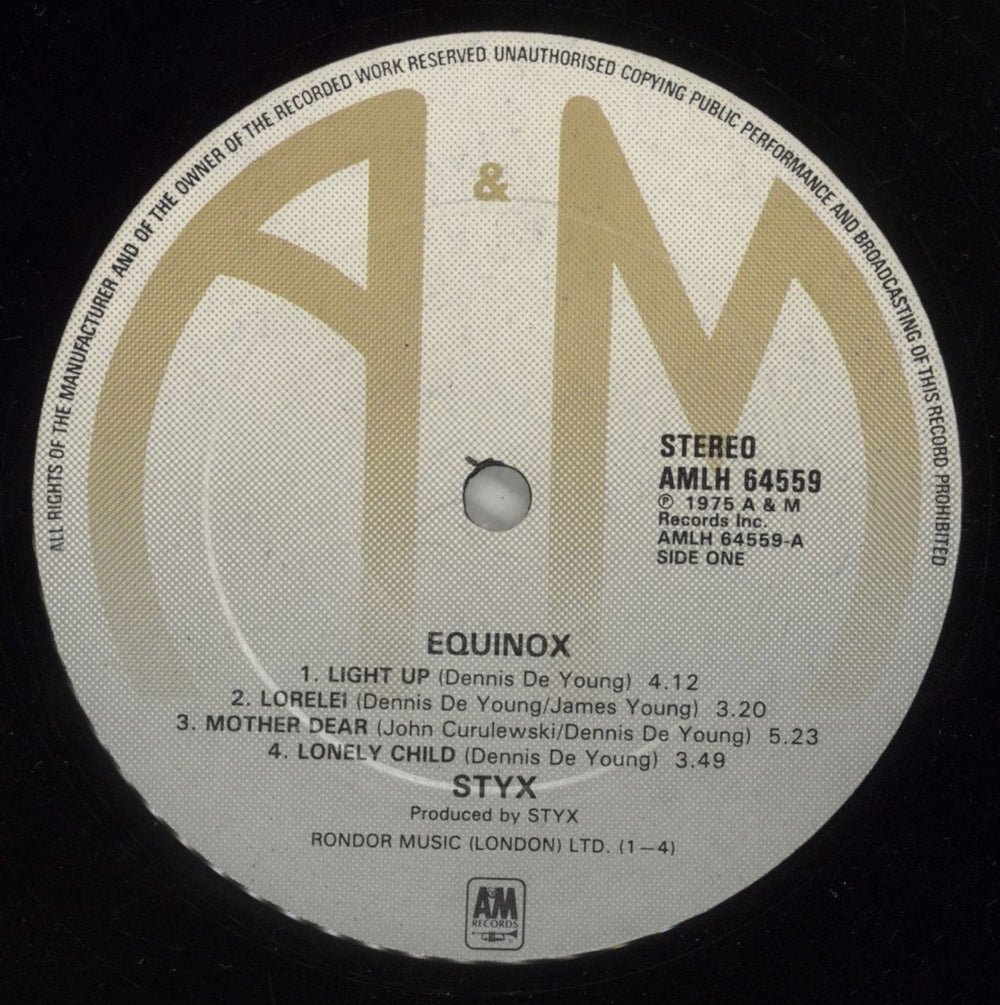 ALL RIGHTS OF THE MANUFACTURER AND OF THE OWNER OF THE RECORDED WORK RESERVED. UNAUTHORISED COPYING PUBLIC PERFORMANCE AND BROADCASTING OF THIS RECORD PROHIBITED
A & M
STEREO
AMLH 64559
℗ 1975 A & M
Records Inc.
AMLH 64559-A
SIDE ONE
EQUINOX
1. LIGHT UP (Dennis De Young) 4.12
2. LORELEI (Dennis De Young/James Young) 3.20
3. MOTHER DEAR (John Curulewski/Dennis De Young) 5.23
4. LONELY CHILD (Dennis De Young) 3.49
STYX
Produced by STYX
RONDOR MUSIC (LONDON) LTD. (1–4)
A&M
RECORDS